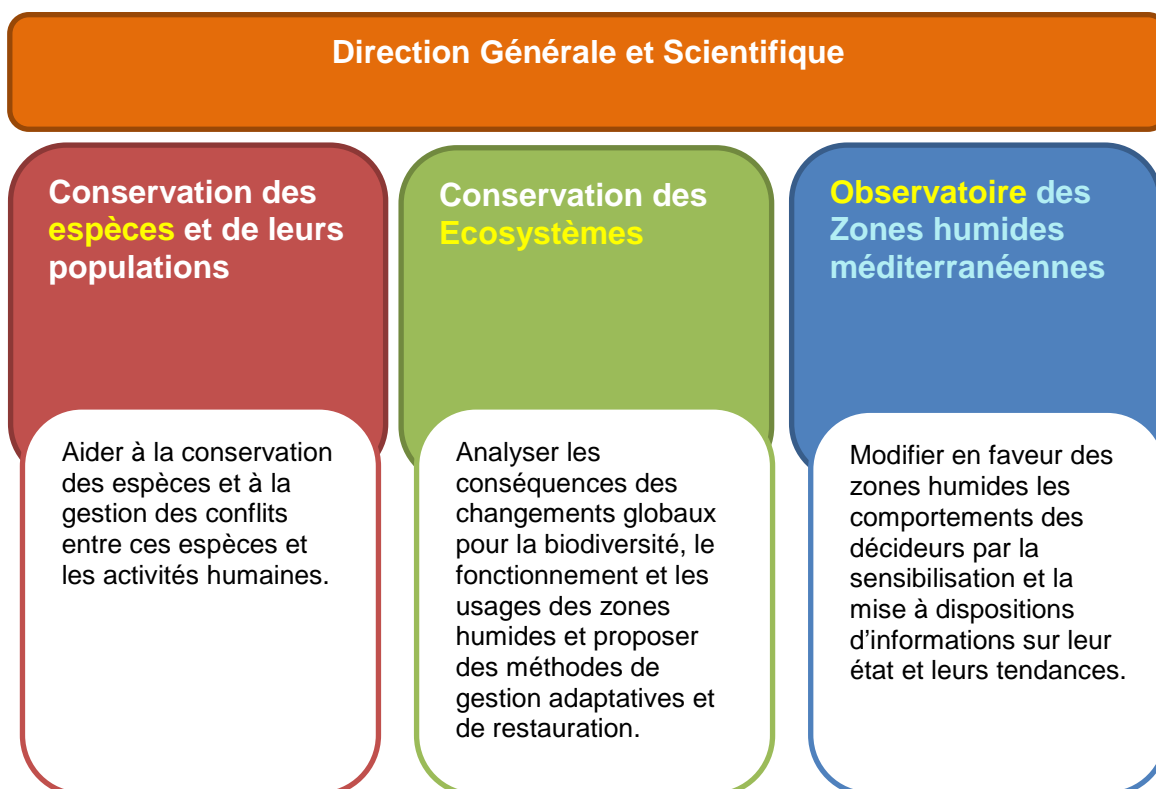 Direction Générale et Scientifique
Conservation des
espèces et de leurs
populations
Aider à la conservation
des espèces et à la
gestion des conflits
entre ces espèces et
les activités humaines.
Conservation des
Ecosystèmes
Analyser les
conséquences des
changements globaux
pour la biodiversité, le
fonctionnement et les
usages des zones
humides et proposer
des méthodes de
gestion adaptatives et
de restauration.
Observatoire des
Zones humides
méditerranéennes
Modifier en faveur des
zones humides les
comportements des
décideurs par la
sensibilisation et la
mise à dispositions
d'informations sur leur
état et leurs tendances.